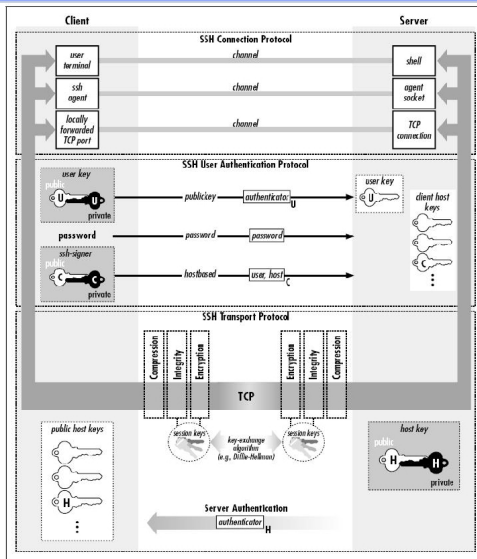 Client
Server
SSH Connection Protocol
user terminal
channel
shell
ssh agent
channel
agent socket
locally forwarded TCP port
channel
TCP connection
SSH User Authentication Protocol
user key
public
U
U
private
publickey
authenticator
U
user key
U
client host keys
C
password
password
password
ssh-signer
public
C
C
private
hostbased
user, host
C
SSH Transport Protocol
Compression
Integrity
Encryption
TCP
Encryption
Integrity
Compression
session keys
key-exchange algorithm (e.g., Diffie-Hellman)
session keys
public host keys
H
host key
public
H
H
private
Server Authentication
authenticator
H